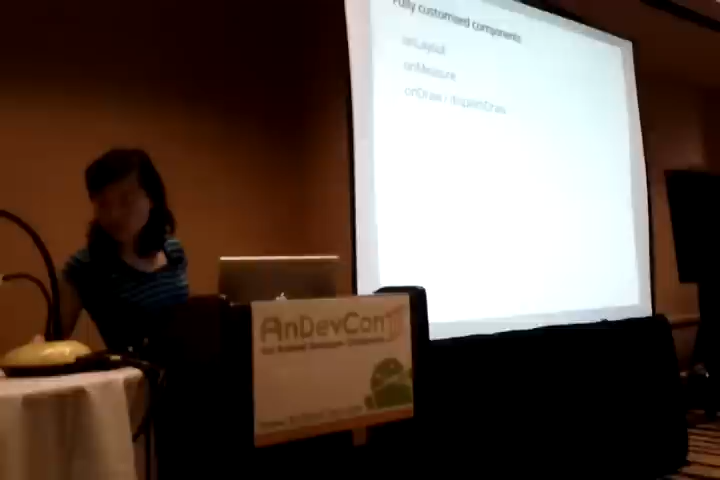 Fully customized components
onLayout
onMeasure
onDraw / dispatchDraw
AnDevCon